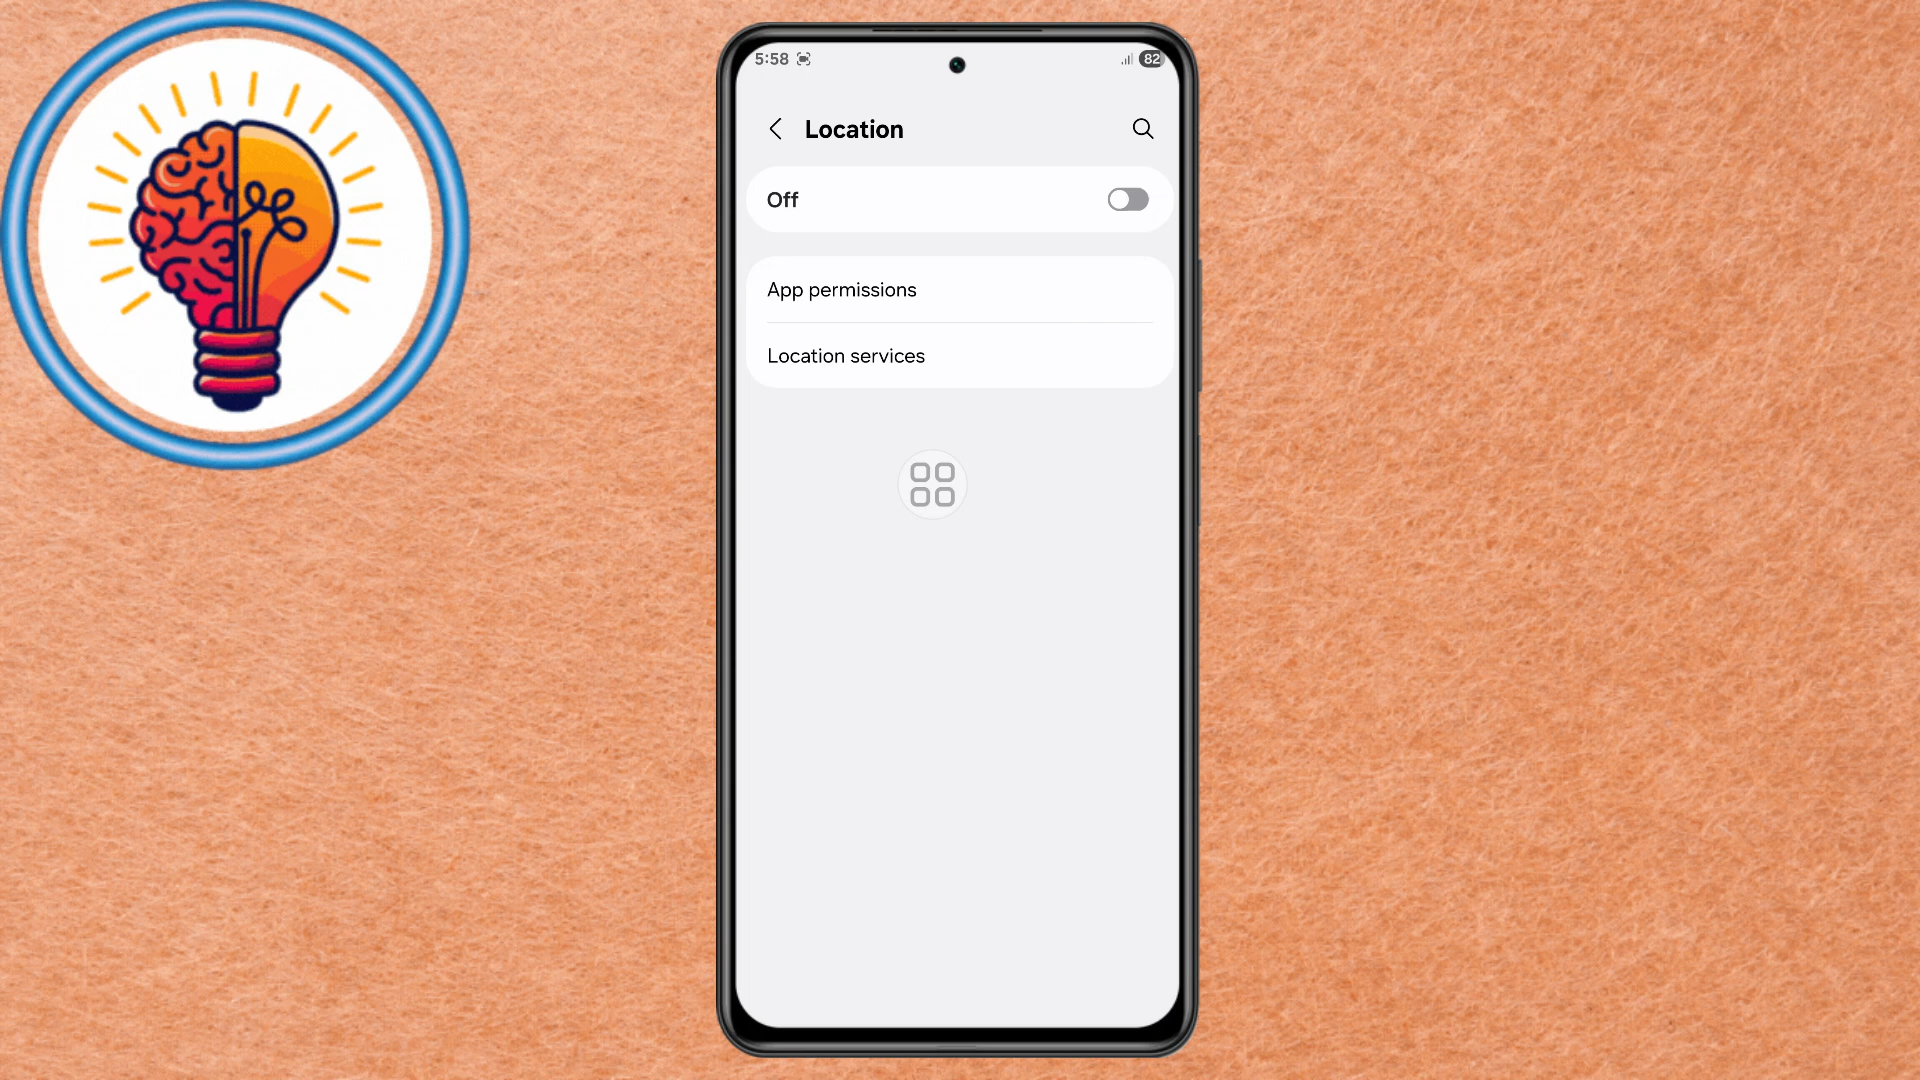 5:58
82
Location
Off
App permissions
Location services